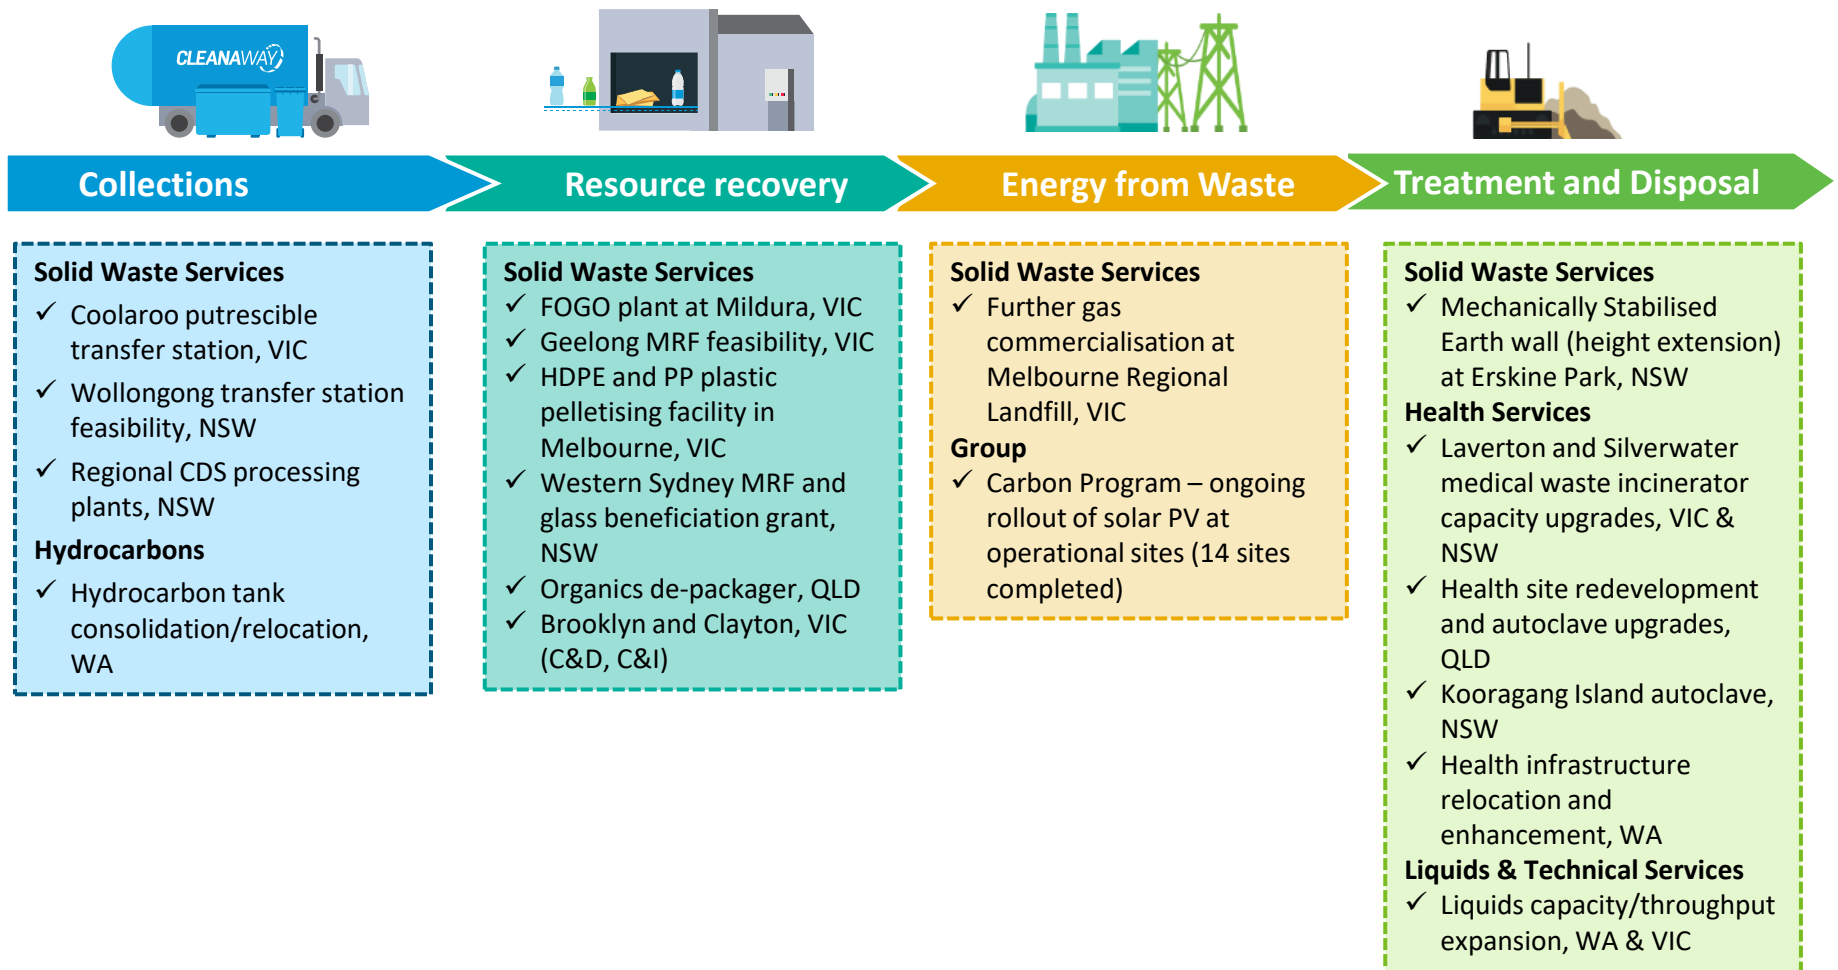 CLEANAWAY
Collections
Resource recovery
Energy from Waste
Treatment and Disposal
Solid Waste Services
✓ Coolaroo putrescible
transfer station, VIC
✓ Wollongong transfer station
feasibility, NSW
✓ Regional CDS processing
plants, NSW
Hydrocarbons
✓ Hydrocarbon tank
consolidation/relocation,
WA
Solid Waste Services
✓ FOGO plant at Mildura, VIC
✓ Geelong MRF feasibility, VIC
✓ HDPE and PP plastic
pelletising facility in
Melbourne, VIC
✓ Western Sydney MRF and
glass beneficiation grant,
NSW
✓ Organics de-packager, QLD
✓ Brooklyn and Clayton, VIC
(C&D, C&I)
Solid Waste Services
✓ Further gas
commercialisation at
Melbourne Regional
Landfill, VIC
Group
✓ Carbon Program – ongoing
rollout of solar PV at
operational sites (14 sites
completed)
Solid Waste Services
✓ Mechanically Stabilised
Earth wall (height extension)
at Erskine Park, NSW
Health Services
✓ Laverton and Silverwater
medical waste incinerator
capacity upgrades, VIC &
NSW
✓ Health site redevelopment
and autoclave upgrades,
QLD
✓ Kooragang Island autoclave,
NSW
✓ Health infrastructure
relocation and
enhancement, WA
Liquids & Technical Services
✓ Liquids capacity/throughput
expansion, WA & VIC